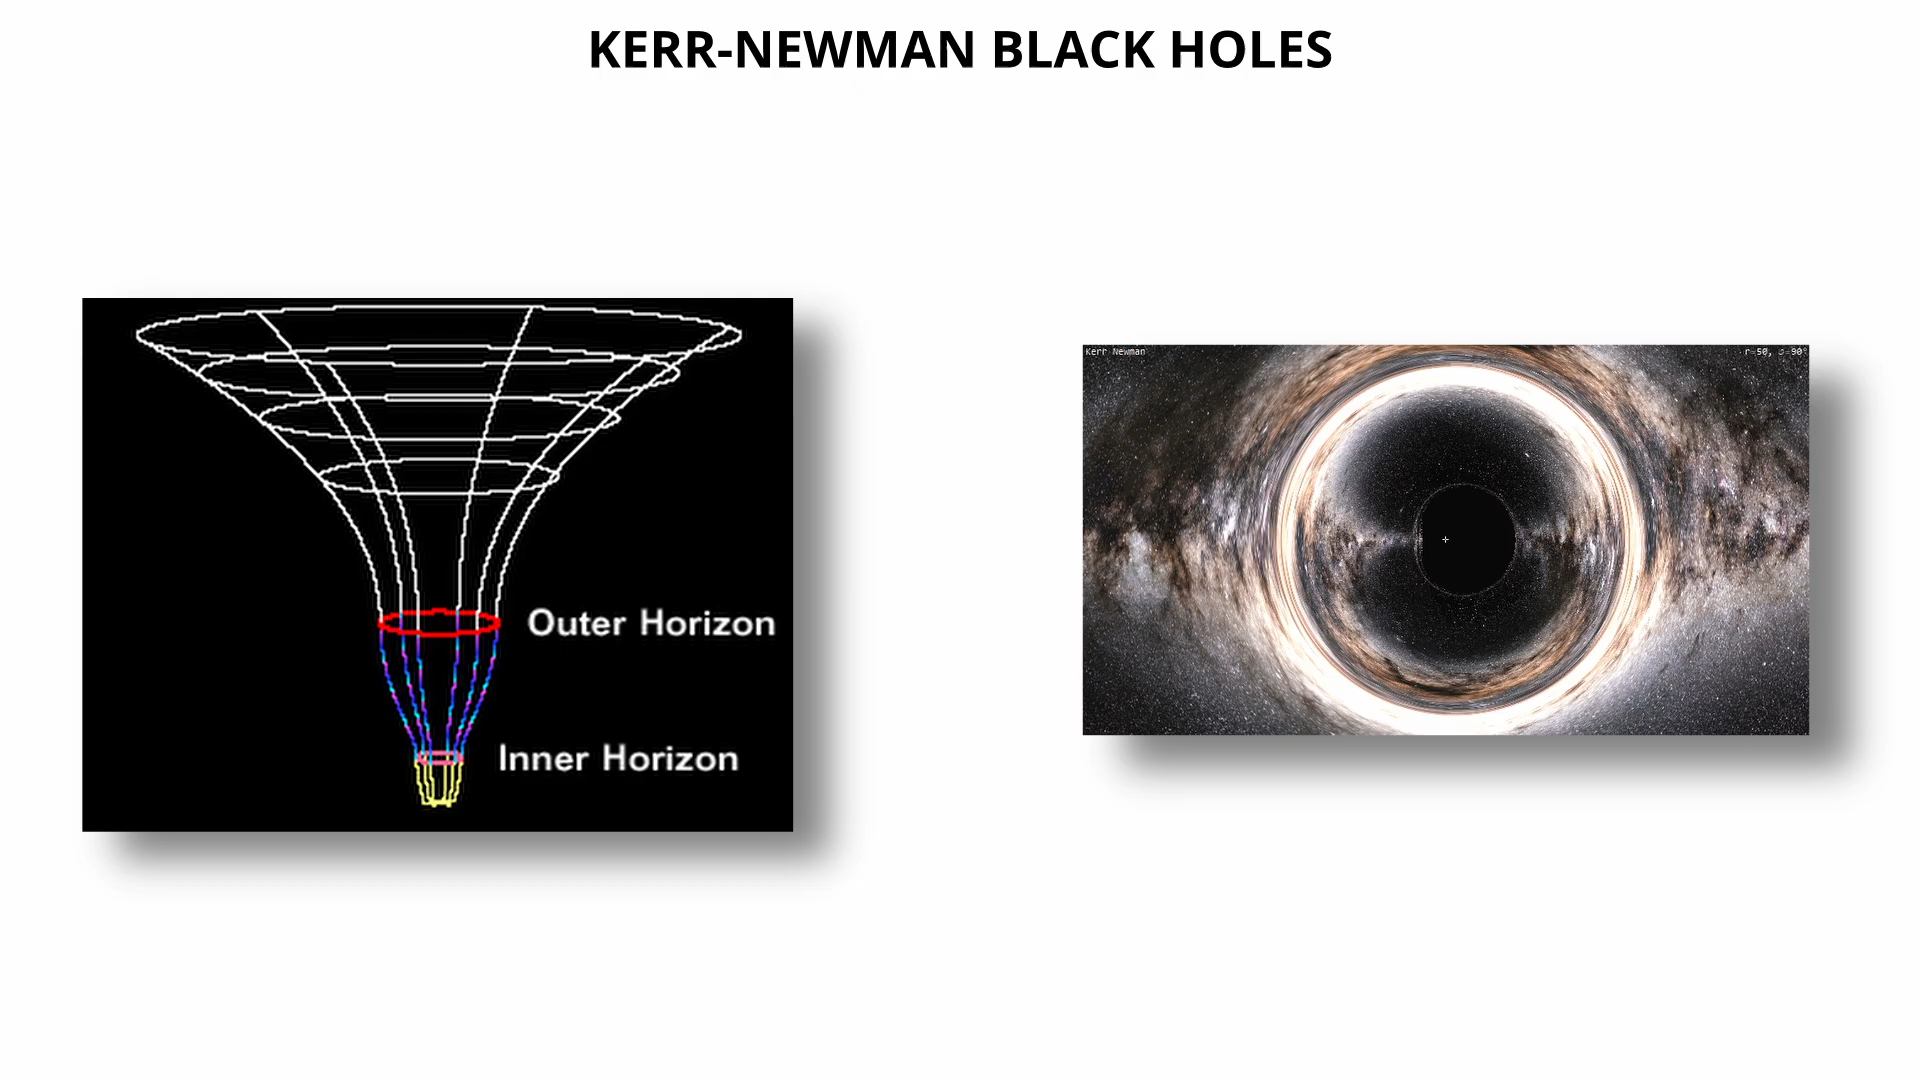 KERR-NEWMAN BLACK HOLES
Outer Horizon
Inner Horizon
Kerr Newman